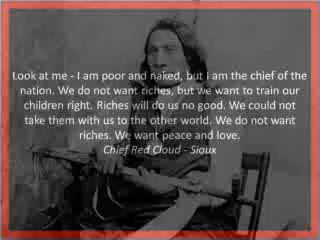 Look at me - I am poor and naked, but I am the chief of the
nation. We do not want riches, but we want to train our
children right. Riches will do us no good. We could not
take them with us to the other world. We do not want
riches. We want peace and love.
Chief Red Cloud - Sioux